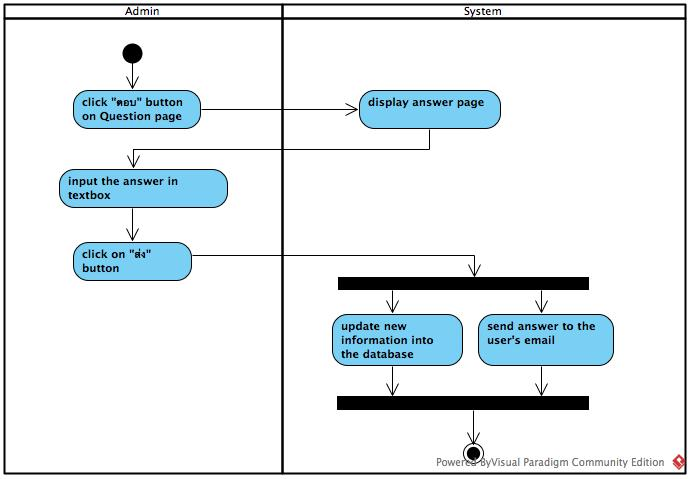 Admin
System
click "ตอบ" button
on Question page
display answer page
input the answer in
textbox
click on "ส่ง"
button
update new
information into
the database
send answer to the
user's email
Powered ByVisual Paradigm Community Edition